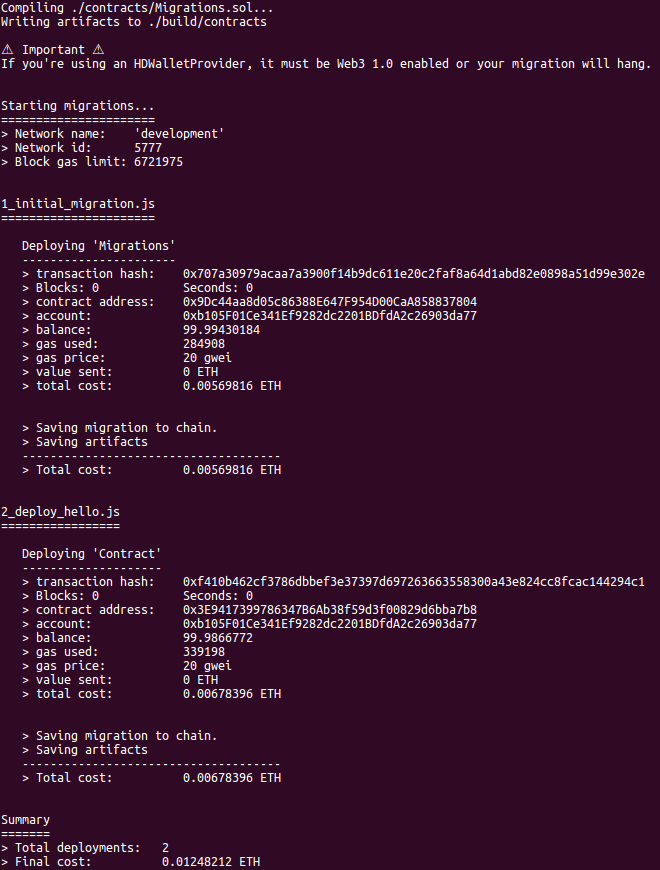 Compiling ./contracts/Migrations.sol...
Writing artifacts to ./build/contracts
⚠ Important ⚠
If you're using an HDWalletProvider, it must be Web3 1.0 enabled or your migration will hang.
Starting migrations...
======================
> Network name:    'development'
> Network id:      5777
> Block gas limit: 6721975
1_initial_migration.js
======================
   Deploying 'Migrations'
   ----------------------
   > transaction hash:    0x707a30979acaa7a3900f14b9dc611e20c2faf8a64d1abd82e0898a51d99e302e
   > Blocks: 0            Seconds: 0
   > contract address:    0x9Dc44aa8d05c86388E647F954D00CaA858837804
   > account:             0xb105F01Ce341Ef9282dc2201BDfdA2c26903da77
   > balance:             99.99430184
   > gas used:            284908
   > gas price:           20 gwei
   > value sent:          0 ETH
   > total cost:          0.00569816 ETH
   > Saving migration to chain.
   > Saving artifacts
   -------------------------------------
   > Total cost:          0.00569816 ETH
2_deploy_hello.js
=================
   Deploying 'Contract'
   --------------------
   > transaction hash:    0xf410b462cf3786dbbef3e37397d697263663558300a43e824cc8fcac144294c1
   > Blocks: 0            Seconds: 0
   > contract address:    0x3E9417399786347B6Ab38f59d3f00829d6bba7b8
   > account:             0xb105F01Ce341Ef9282dc2201BDfdA2c26903da77
   > balance:             99.9866772
   > gas used:            339198
   > gas price:           20 gwei
   > value sent:          0 ETH
   > total cost:          0.00678396 ETH
   > Saving migration to chain.
   > Saving artifacts
   -------------------------------------
   > Total cost:          0.00678396 ETH
Summary
=======
> Total deployments:   2
> Final cost:          0.01248212 ETH